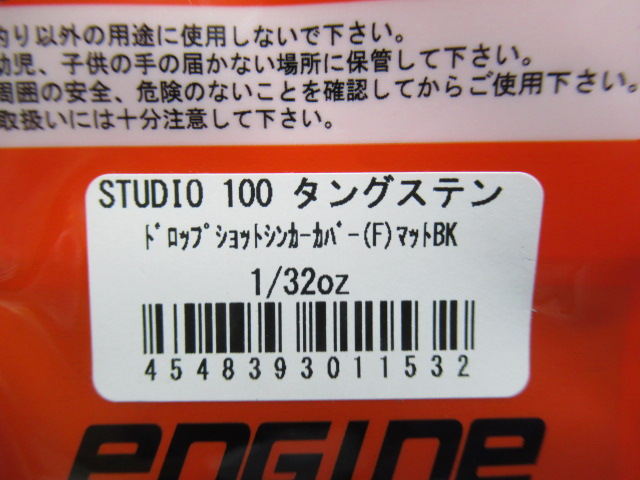 釣り以外の用途に使用しないで下さい。
幼児、子供の手の届かない場所に保管して下さい。
周囲の安全、危険のないことを確認してからご使用下さい。
取扱いには十分注意して下さい。
STUDIO 100 タングステン
ﾄﾞﾛｯﾌﾟｼｮｯﾄｼﾝｶｰｶﾊﾞｰ(F)ﾏｯﾄBK
1/32oz
4548393011532
engine